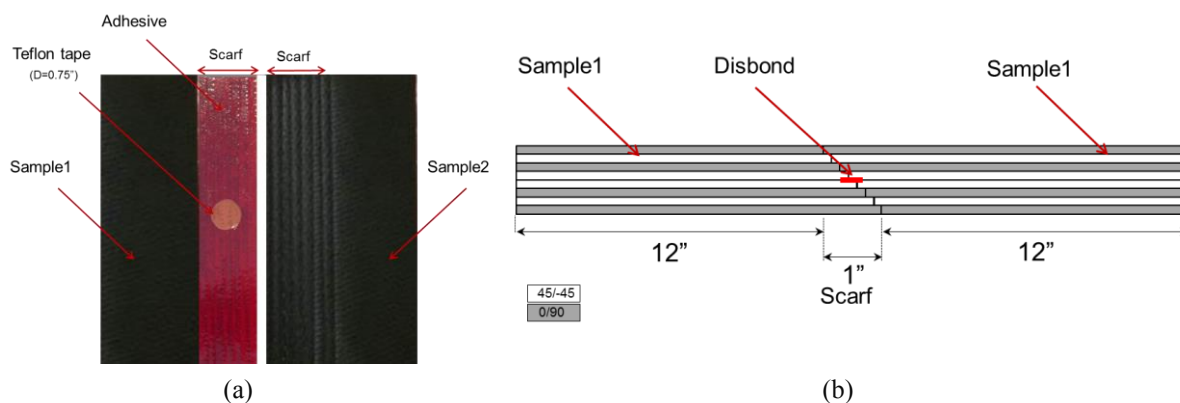 Adhesive
Teflon tape
(D=0.75")
Scarf
Scarf
Sample1
Sample2
(a)
Sample1
Disbond
Sample1
12”
1”
12”
Scarf
45/-45
0/90
(b)